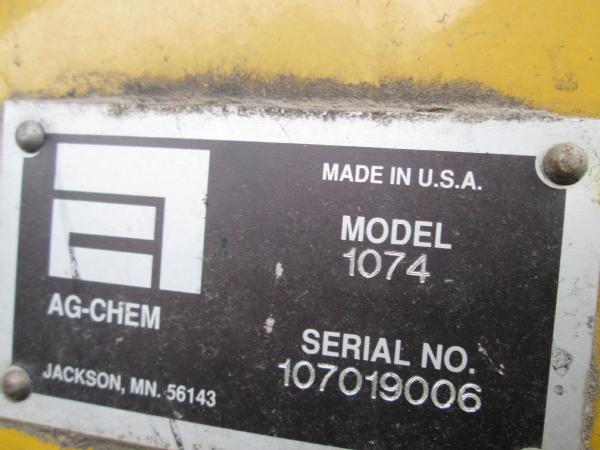 MADE IN U.S.A.
MODEL
1074
AG-CHEM
SERIAL NO.
107019006
JACKSON, MN. 56143